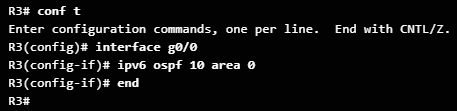 R3# conf t
Enter configuration commands, one per line.  End with CNTL/Z.
R3(config)# interface g0/0
R3(config-if)# ipv6 ospf 10 area 0
R3(config-if)# end
R3#